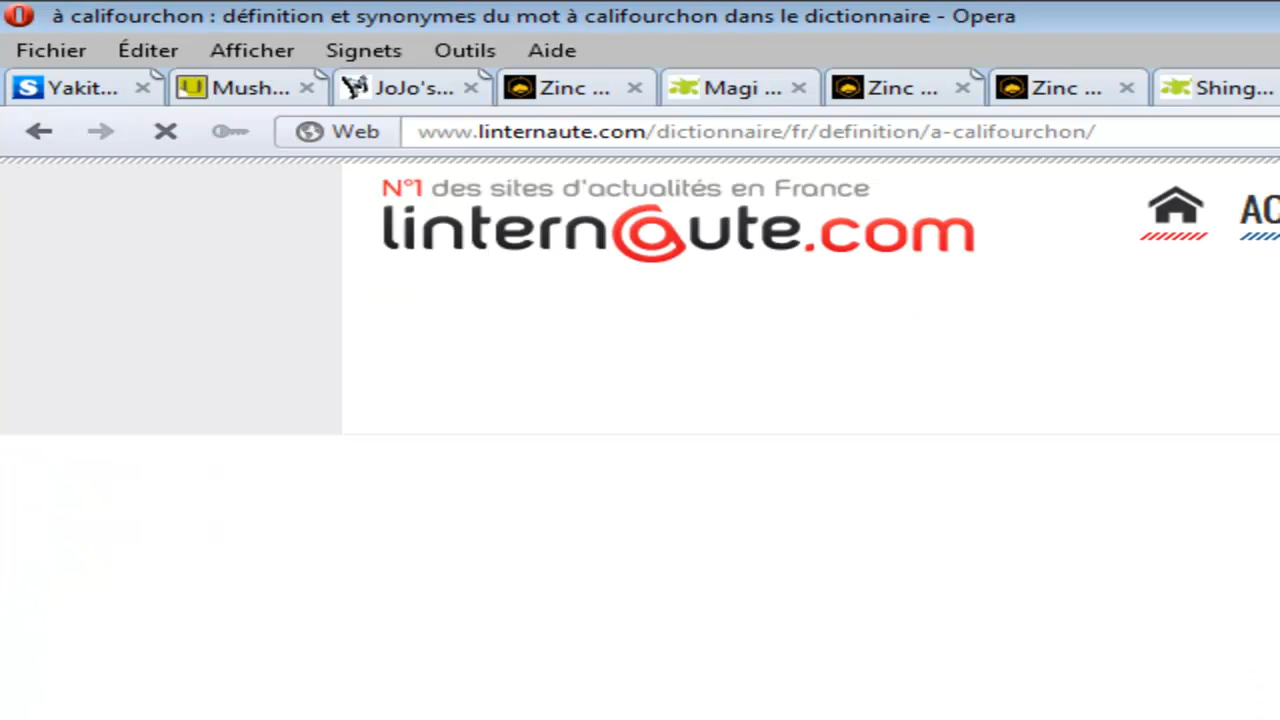 à califourchon : définition et synonymes du mot à califourchon dans le dictionnaire - Opera
Fichier Éditer Afficher Signets Outils Aide
Yakit... Mush... JoJo's... Zinc ... Magi ... Zinc ... Zinc ... Shing...
Web www.linternaute.com/dictionnaire/fr/definition/a-califourchon/
N°1 des sites d'actualités en France
linternaute.com
AC